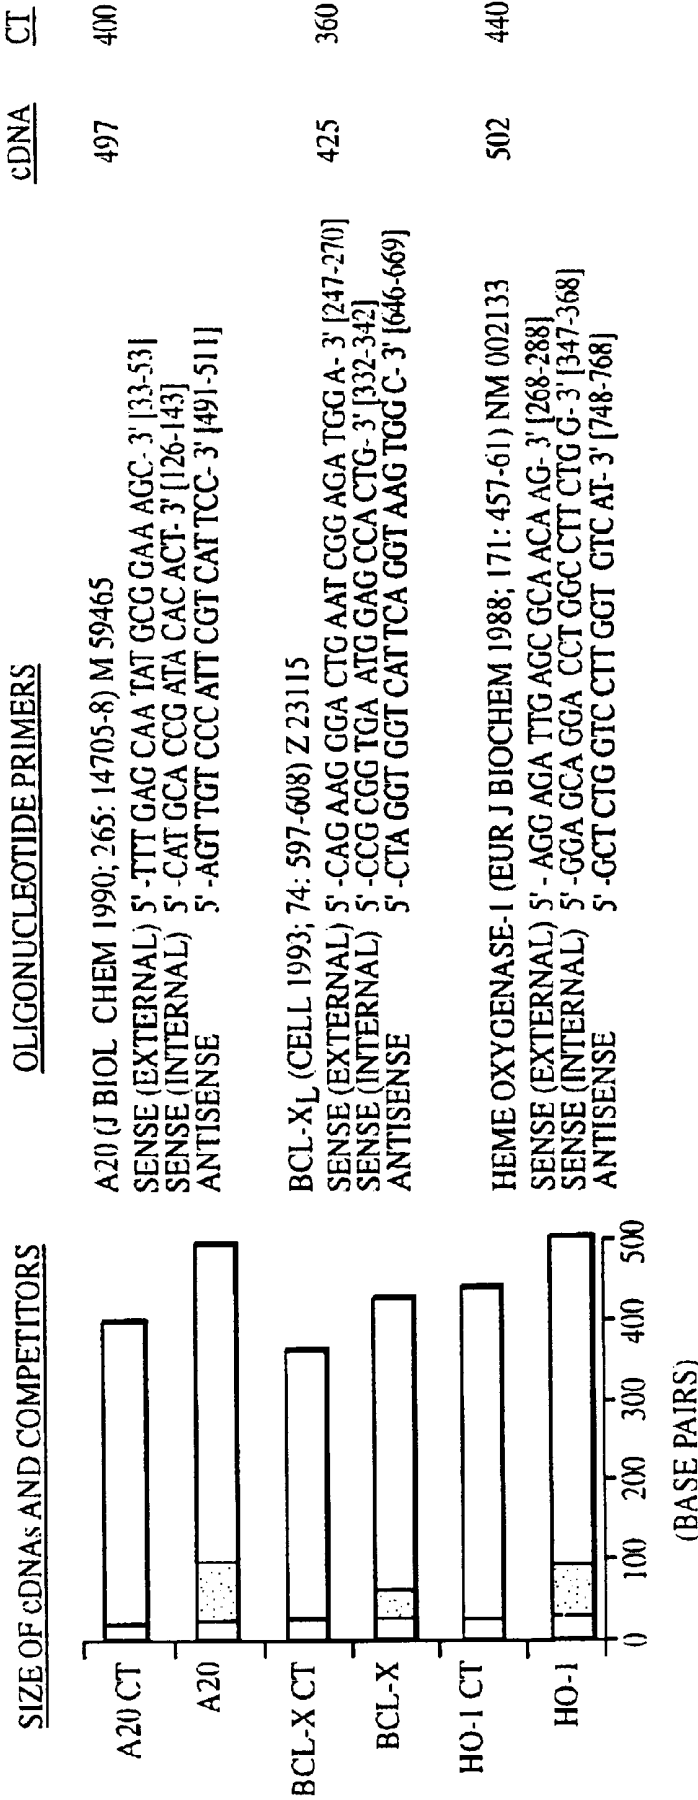 SIZE OF cDNAs AND COMPETITORS
A20 CT
A20
BCL-X CT
BCL-X
HO-1 CT
HO-1
0 100 200 300 400 500
(BASE PAIRS)
OLIGONUCLEOTIDE PRIMERS cDNA CT
A20 (J BIOL CHEM 1990; 265: 14705-8) M 59465 497 400
SENSE (EXTERNAL) 5' -TTT GAG CAA TAT GCG GAA AGC- 3' [33-53]
SENSE (INTERNAL) 5' -CAT GCA CCG ATA CAC ACT- 3' [126-143]
ANTISENSE 5' -AGT TGT CCC ATT CGT CAT TCC- 3' [491-511]
BCL-XL (CELL 1993; 74: 597-608) Z 23115 425 360
SENSE (EXTERNAL) 5' -CAG AAG GGA CTG AAT CGG AGA TGG A- 3' [247-270]
SENSE (INTERNAL) 5' -CCG CGG TGA ATG GAG CCA CTG- 3' [332-342]
ANTISENSE 5' -CTA GGT GGT CAT TCA GGT AAG TGG C- 3' [646-669]
HEME OXYGENASE-1 (EUR J BIOCHEM 1988; 171: 457-61) NM 002133 502 440
SENSE (EXTERNAL) 5' - AGG AGA TTG AGC GCA ACA AG- 3' [268-288]
SENSE (INTERNAL) 5' -GGA GCA GGA CCT GGC CTT CTG G- 3' [347-368]
ANTISENSE 5' -GCT CTG GTC CTT GGT GTC AT- 3' [748-768]